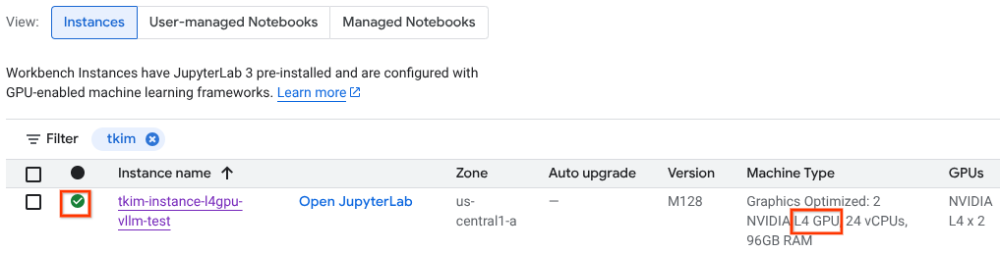 View: Instances User-managed Notebooks Managed Notebooks
Workbench Instances have JupyterLab 3 pre-installed and are configured with
GPU-enabled machine learning frameworks. Learn more
Filter tkim
Instance name Zone Auto upgrade Version Machine Type GPUs
tkim-instance-l4gpu- Open JupyterLab us- — M128 Graphics Optimized: 2 NVIDIA
vllm-test central1-a NVIDIA L4 GPU, 24 vCPUs, L4 x 2
96GB RAM